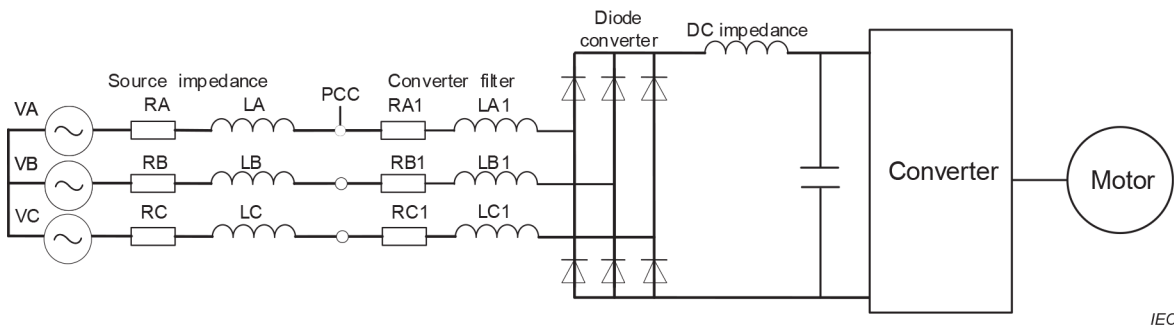 Diode
converter
DC impedance
Source impedance
Converter filter
PCC
VA
RA
LA
RA1
LA1
VB
RB
LB
RB1
LB1
VC
RC
LC
RC1
LC1
Converter
Motor
IEC